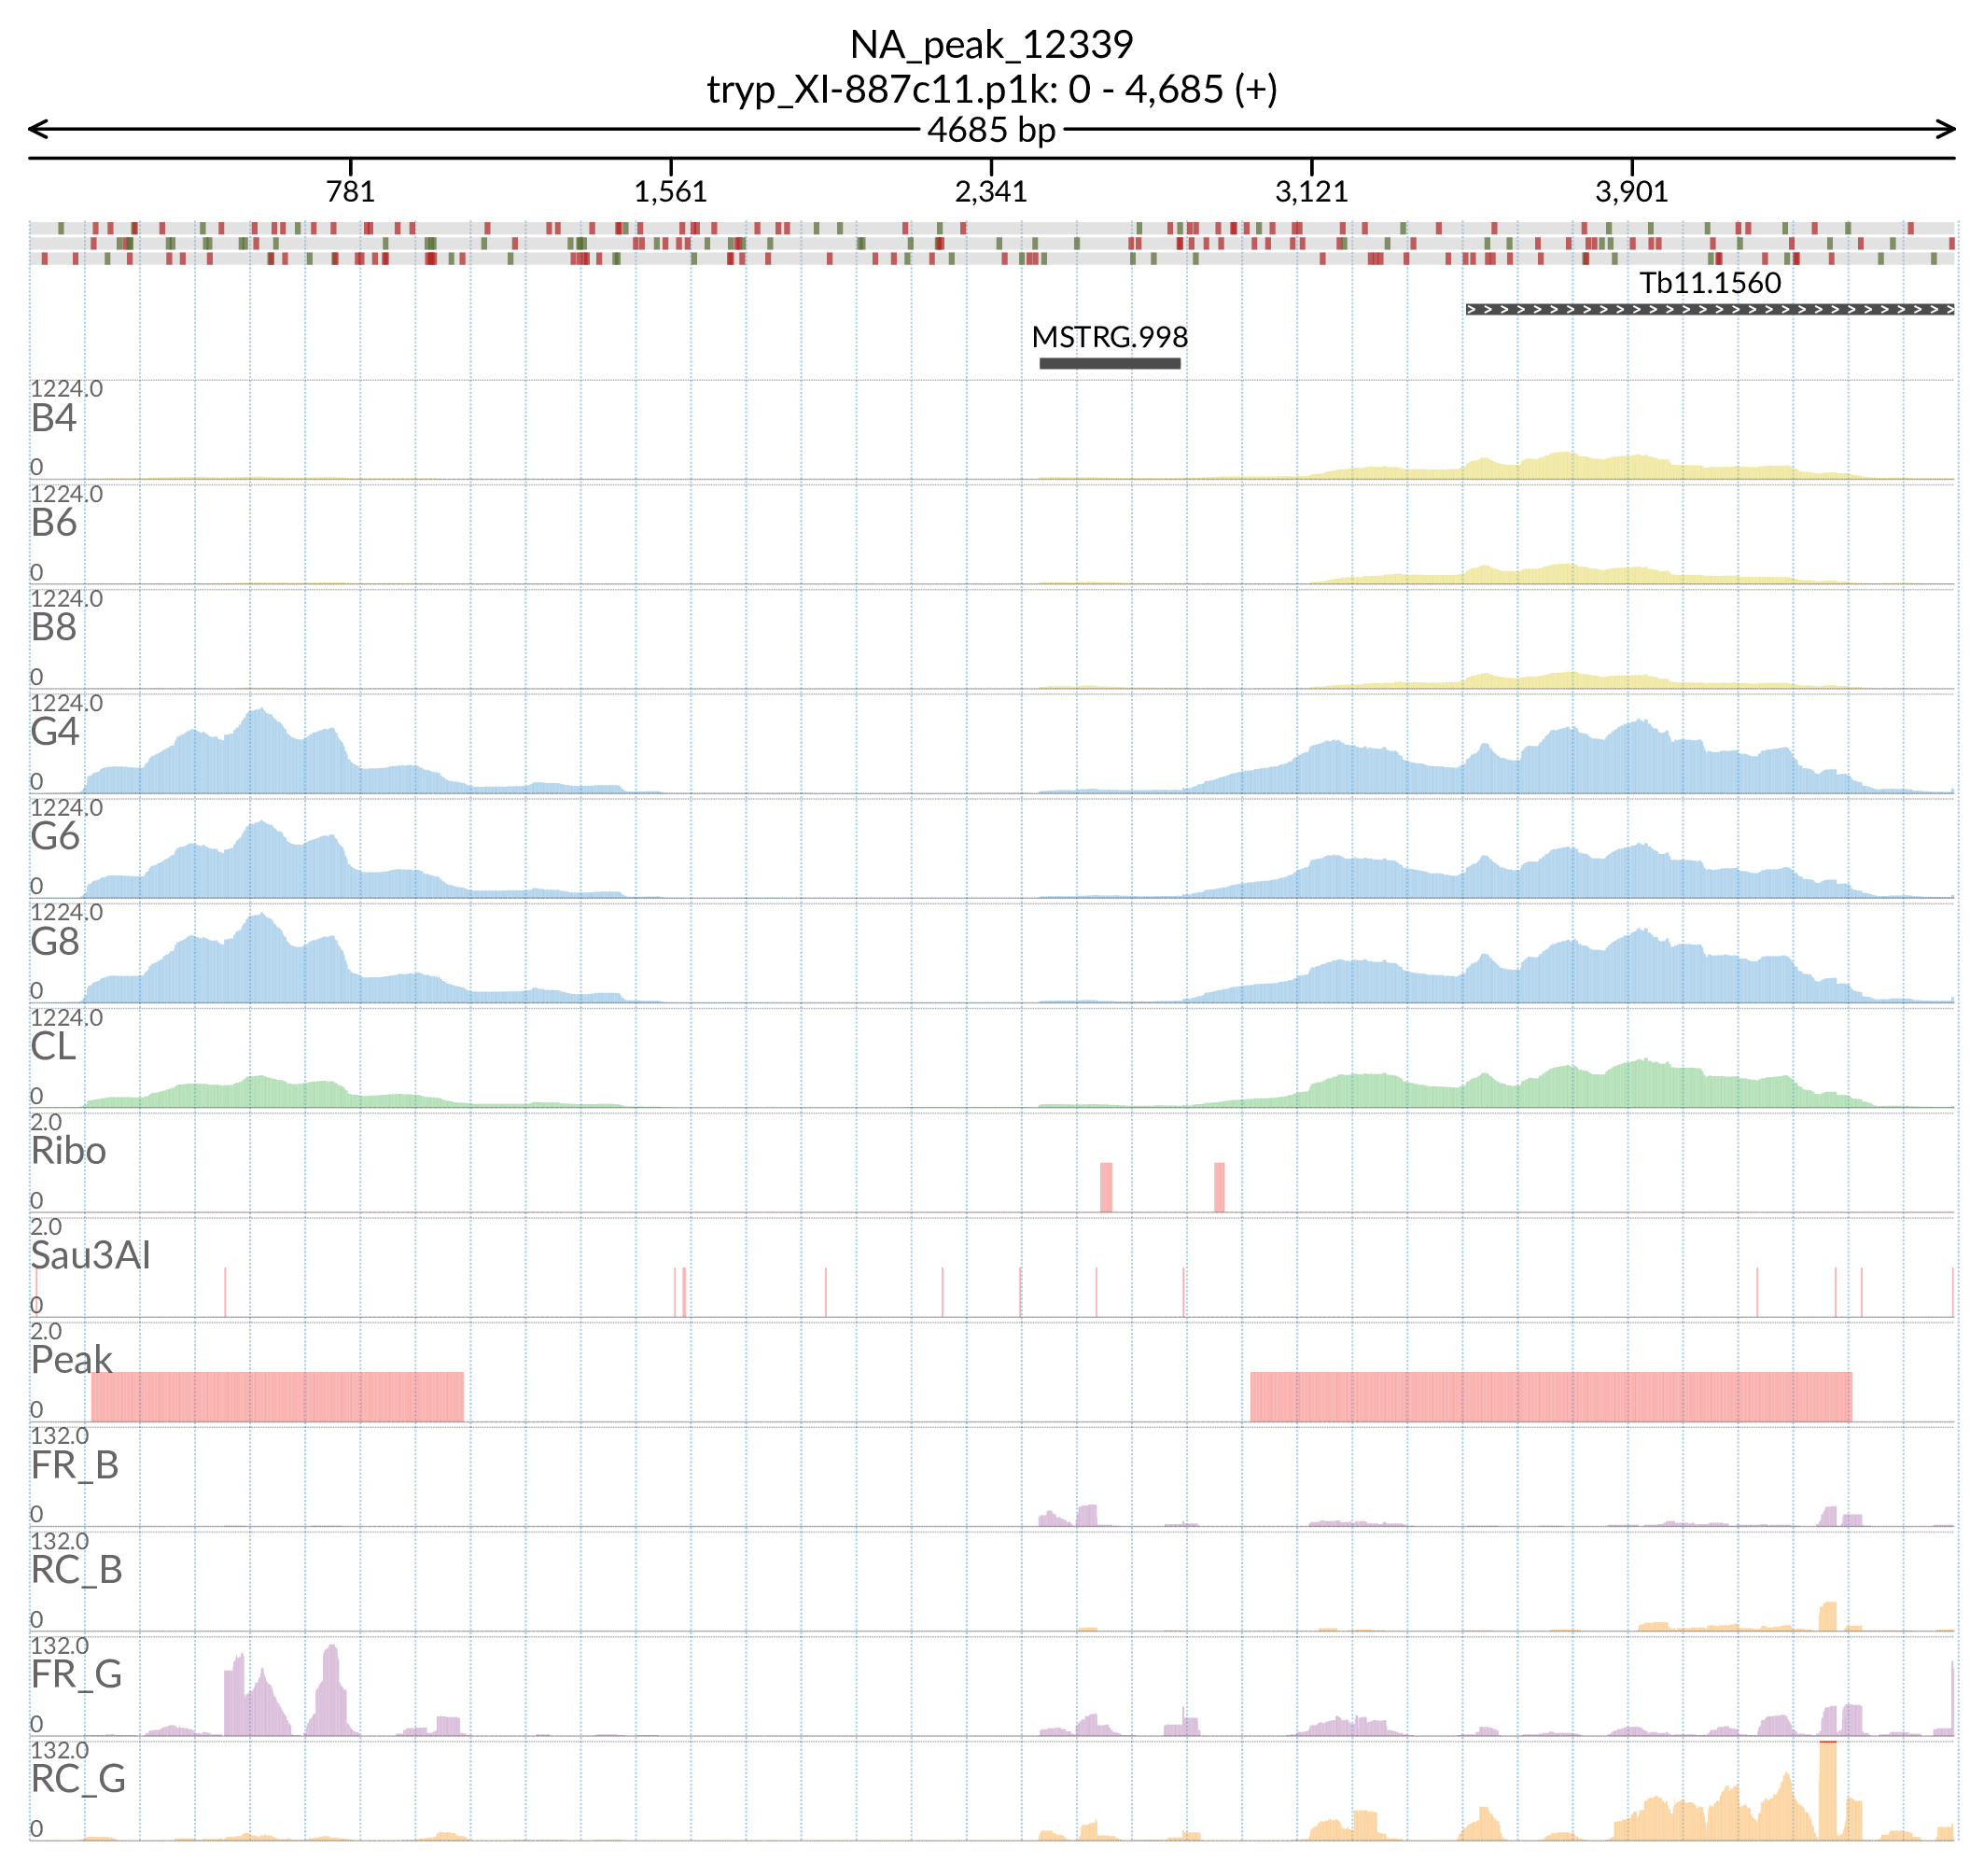 NA_peak_12339
tryp_XI-887c11.p1k: 0 - 4,685 (+)
4685 bp
781 1,561 2,341 3,121 3,901
Tb11.1560
MSTRG.998
1224.0
B4
0
1224.0
B6
0
1224.0
B8
0
1224.0
G4
0
1224.0
G6
0
1224.0
G8
0
1224.0
CL
0
2.0
Ribo
0
2.0
Sau3AI
0
2.0
Peak
0
132.0
FR_B
0
132.0
RC_B
0
132.0
FR_G
0
132.0
RC_G
0